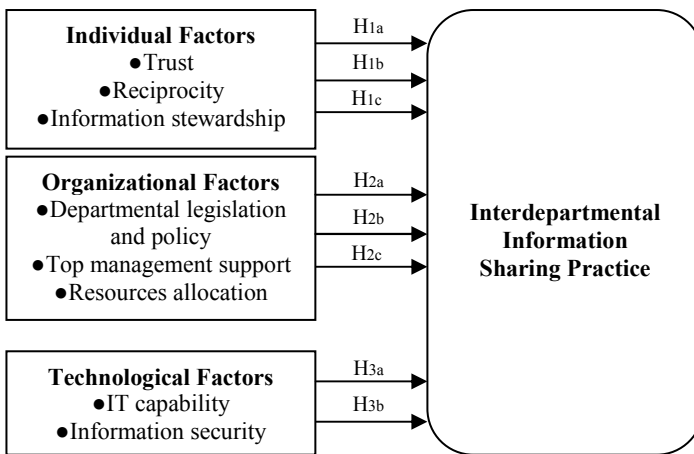 Individual Factors
●Trust
●Reciprocity
●Information stewardship
H1a
H1b
H1c
Organizational Factors
●Departmental legislation
and policy
●Top management support
●Resources allocation
H2a
H2b
H2c
Technological Factors
●IT capability
●Information security
H3a
H3b
Interdepartmental
Information
Sharing Practice